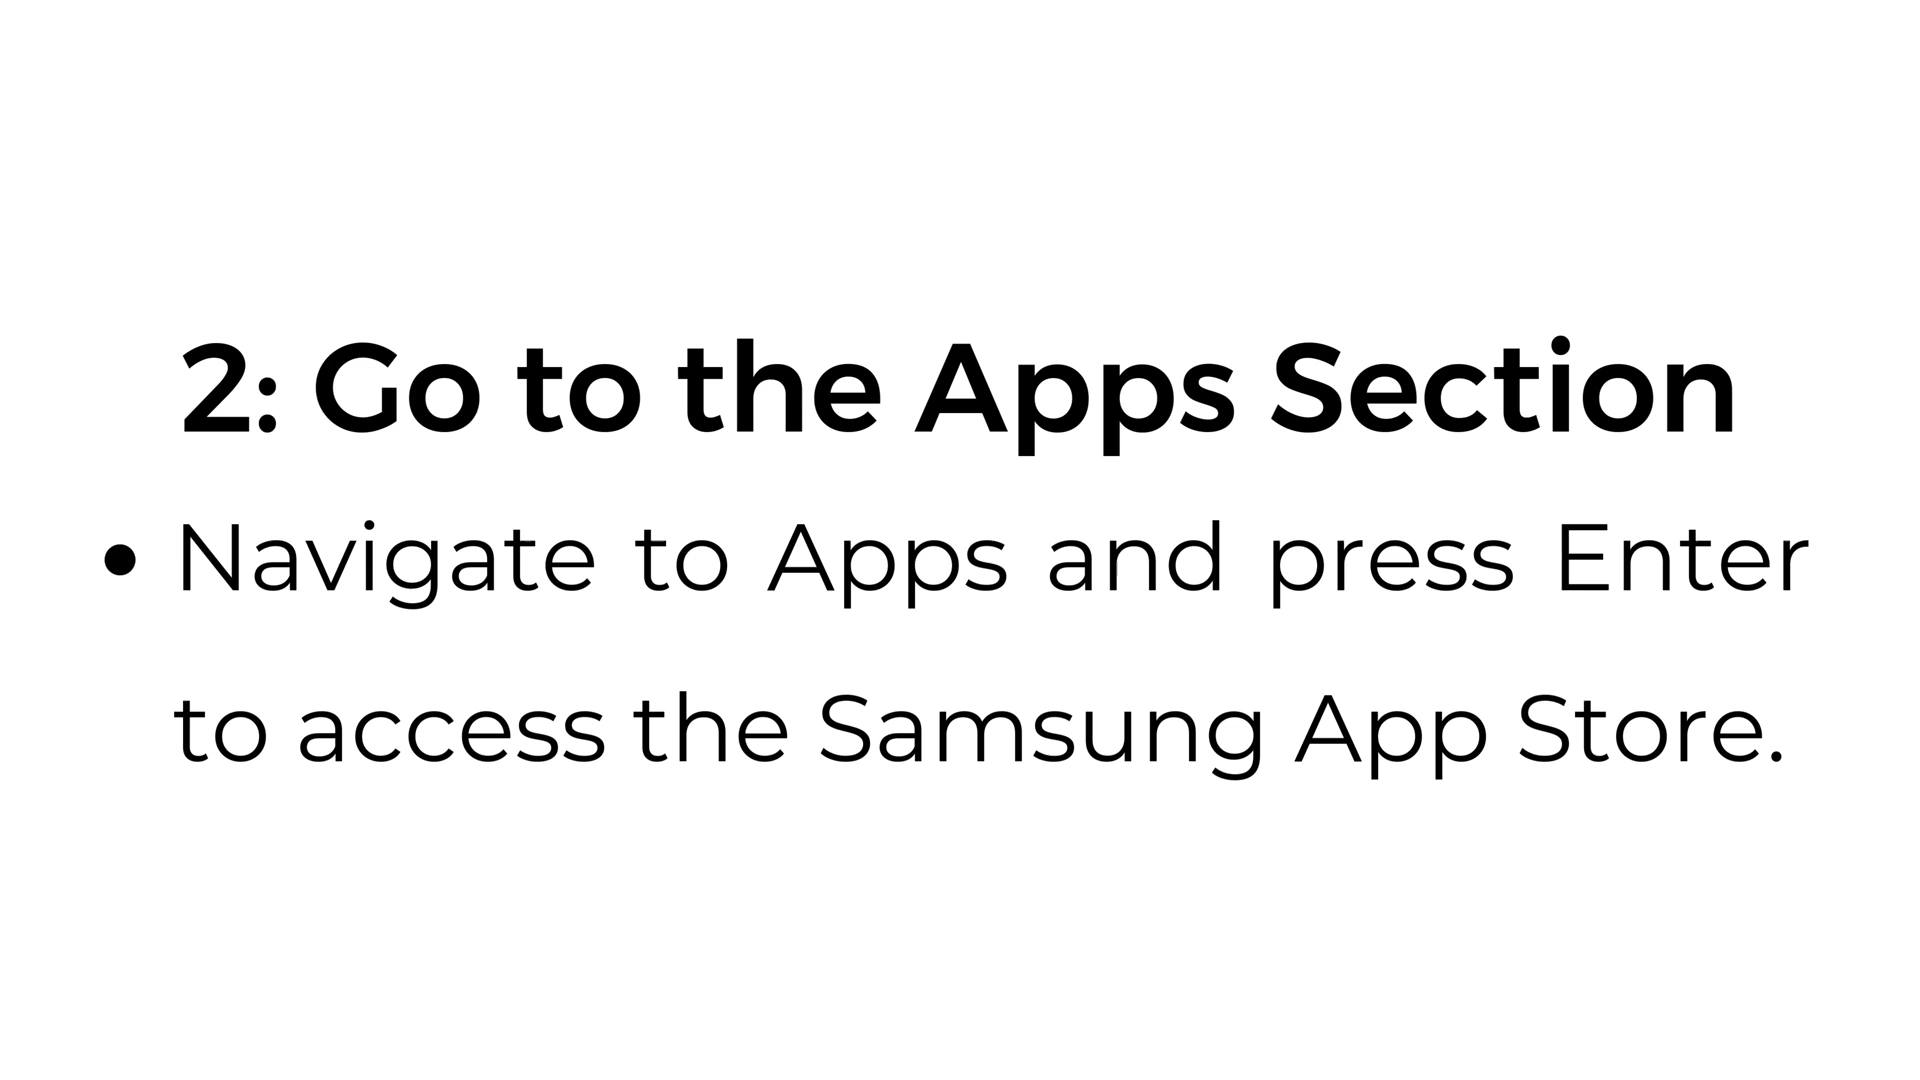 2: Go to the Apps Section
• Navigate to Apps and press Enter
to access the Samsung App Store.